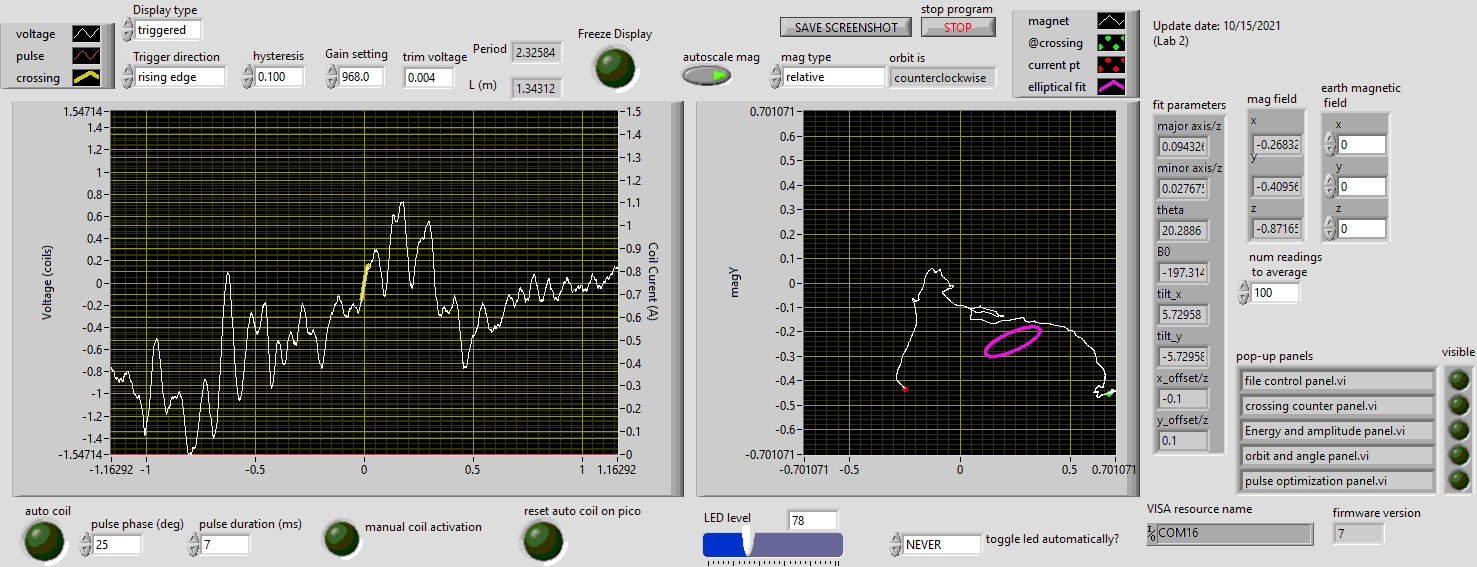 voltage
pulse
crossing
Display type
triggered
Trigger direction
rising edge
hysteresis
0.100
Gain setting
968.0
trim voltage
0.004
Period
2.32584
L (m)
1.34312
Freeze Display
autoscale mag
SAVE SCREENSHOT
stop program
STOP
mag type
relative
orbit is
counterclockwise
magnet
@crossing
current pt
elliptical fit
Update date: 10/15/2021
(Lab 2)
Voltage (coils)
1.54714
1.4
1.2
1
0.8
0.6
0.4
0.2
0
-0.2
-0.4
-0.6
-0.8
-1
-1.2
-1.4
-1.54714
-1.16292
-1
-0.5
0
0.5
1
1.16292
1.5
1.4
1.3
1.2
1.1
1
0.9
0.8
0.7
0.6
0.5
0.4
0.3
0.2
0.1
0
Coil Curent (A)
magY
0.701071
0.6
0.5
0.4
0.3
0.2
0.1
0
-0.1
-0.2
-0.3
-0.4
-0.5
-0.6
-0.701071
-0.701071
-0.5
0
0.5
0.701071
fit parameters
major axis/z
0.09432
minor axis/z
0.02767
theta
20.2886
B0
-197.314
tilt_x
5.72958
tilt_y
-5.72958
x_offset/z
-0.1
y_offset/z
0.1
mag field
x
-0.26832
y
-0.40956
z
-0.87165
earth magnetic
field
x
0
y
0
z
0
num readings
to average
100
pop-up panels
visible
file control panel.vi
crossing counter panel.vi
Energy and amplitude panel.vi
orbit and angle panel.vi
pulse optimization panel.vi
auto coil
pulse phase (deg)
25
pulse duration (ms)
7
manual coil activation
reset auto coil on pico
LED level
78
NEVER
toggle led automatically?
VISA resource name
COM16
firmware version
7